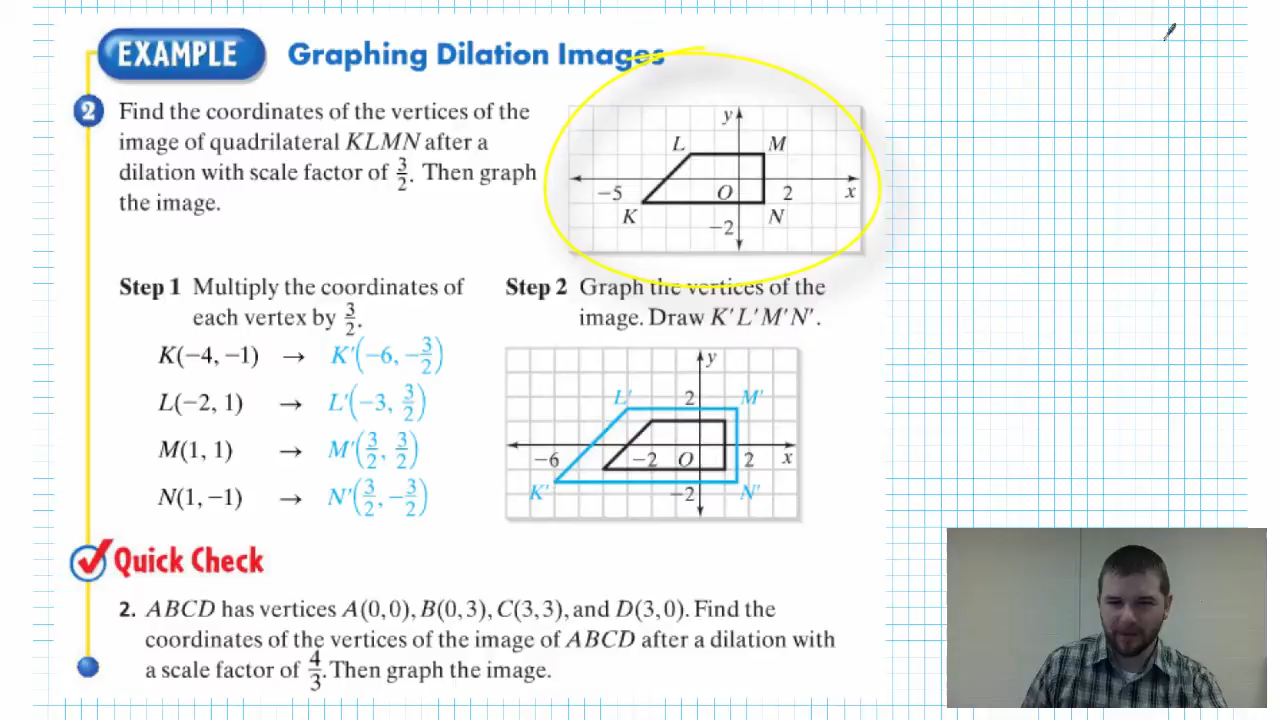 EXAMPLE Graphing Dilation Images
2 Find the coordinates of the vertices of the
image of quadrilateral KLMN after a
dilation with scale factor of 3/2. Then graph
the image.
y
L M
−5 O 2 x
K N
−2
Step 1 Multiply the coordinates of
each vertex by 3/2.
K(−4, −1) → K′(−6, −3/2)
L(−2, 1) → L′(−3, 3/2)
M(1, 1) → M′(3/2, 3/2)
N(1, −1) → N′(3/2, −3/2)
Step 2 Graph the vertices of the
image. Draw K′L′M′N′.
y
L′ 2 M′
−6 −2 O 2 x
K′ −2 N′
Quick Check
2. ABCD has vertices A(0, 0), B(0, 3), C(3, 3), and D(3, 0). Find the
coordinates of the vertices of the image of ABCD after a dilation with
a scale factor of 4/3. Then graph the image.